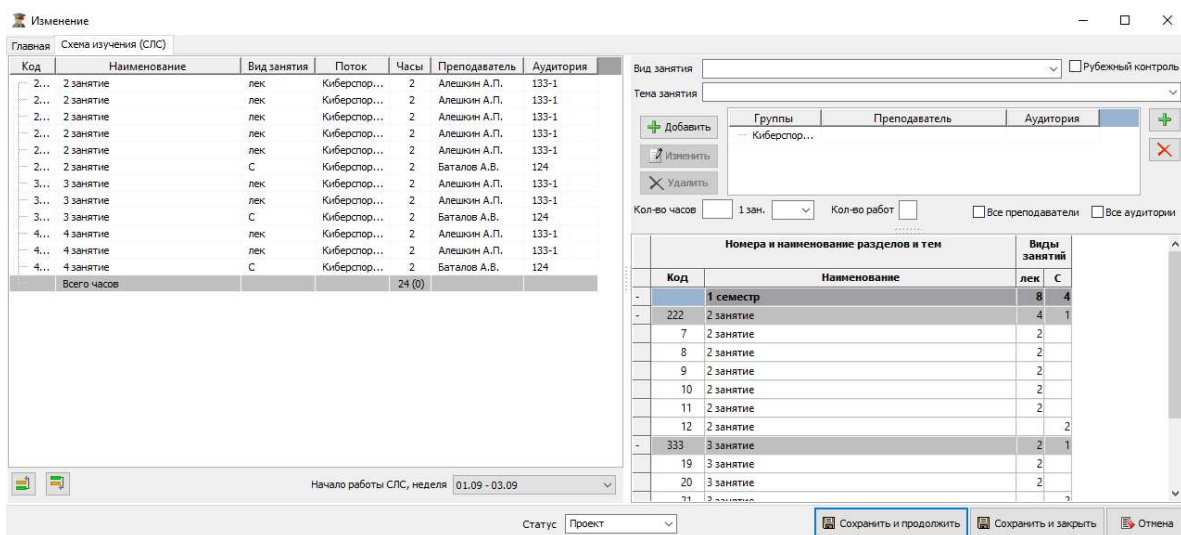 Изменение
Главная Схема изучения (СЛС)
Код Наименование Вид занятия Поток Часы Преподаватель Аудитория
2... 2 занятие лек Киберспор... 2 Алешкин А.П. 133-1
2... 2 занятие лек Киберспор... 2 Алешкин А.П. 133-1
2... 2 занятие лек Киберспор... 2 Алешкин А.П. 133-1
2... 2 занятие лек Киберспор... 2 Алешкин А.П. 133-1
2... 2 занятие лек Киберспор... 2 Алешкин А.П. 133-1
2... 2 занятие С Киберспор... 2 Баталов А.В. 124
3... 3 занятие лек Киберспор... 2 Алешкин А.П. 133-1
3... 3 занятие лек Киберспор... 2 Алешкин А.П. 133-1
3... 3 занятие С Киберспор... 2 Баталов А.В. 124
4... 4 занятие лек Киберспор... 2 Алешкин А.П. 133-1
4... 4 занятие лек Киберспор... 2 Алешкин А.П. 133-1
4... 4 занятие С Киберспор... 2 Баталов А.В. 124
Всего часов 24 (0)
Начало работы СЛС, неделя 01.09 - 03.09
Вид занятия Рубежный контроль
Тема занятия
Добавить
Изменить
Удалить
Группы Преподаватель Аудитория
Киберспор...
Кол-во часов 1 зан. Кол-во работ Все преподаватели Все аудитории
Номера и наименование разделов и тем Виды занятий
Код Наименование лек С
- 1 семестр 8 4
- 222 2 занятие 4 1
7 2 занятие 2
8 2 занятие 2
9 2 занятие 2
10 2 занятие 2
11 2 занятие 2
12 2 занятие 2
- 333 3 занятие 2 1
19 3 занятие 2
20 3 занятие 2
21 3 занятие 2
Статус Проект Сохранить и продолжить Сохранить и закрыть Отмена